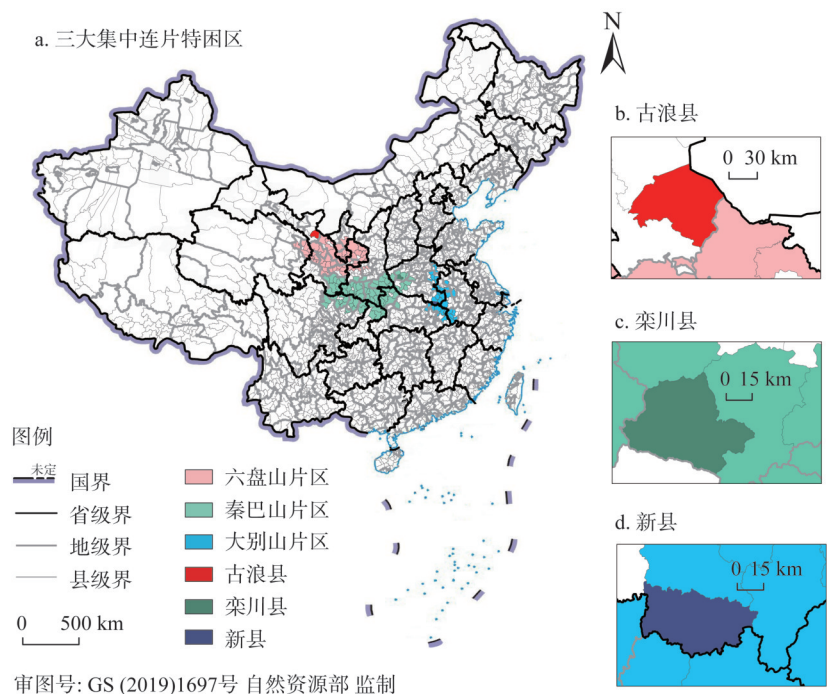 a. 三大集中连片特困区
N
b. 古浪县
0 30 km
c. 栾川县
0 15 km
d. 新县
0 15 km
图例
未定
国界
省级界
地级界
县级界
0 500 km
六盘山片区
秦巴山片区
大别山片区
古浪县
栾川县
新县
审图号: GS (2019)1697号 自然资源部 监制